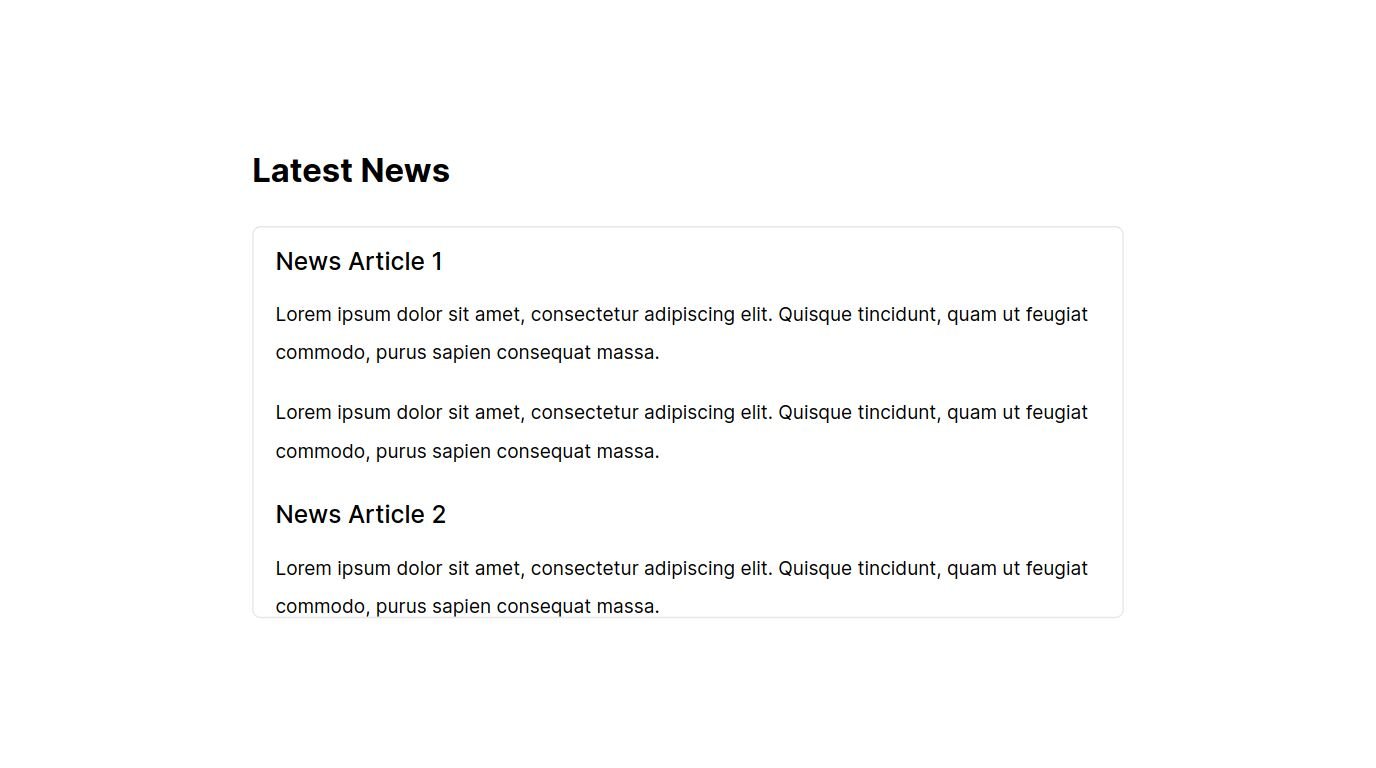 Latest News
News Article 1
Lorem ipsum dolor sit amet, consectetur adipiscing elit. Quisque tincidunt, quam ut feugiat
commodo, purus sapien consequat massa.
Lorem ipsum dolor sit amet, consectetur adipiscing elit. Quisque tincidunt, quam ut feugiat
commodo, purus sapien consequat massa.
News Article 2
Lorem ipsum dolor sit amet, consectetur adipiscing elit. Quisque tincidunt, quam ut feugiat
commodo, purus sapien consequat massa.